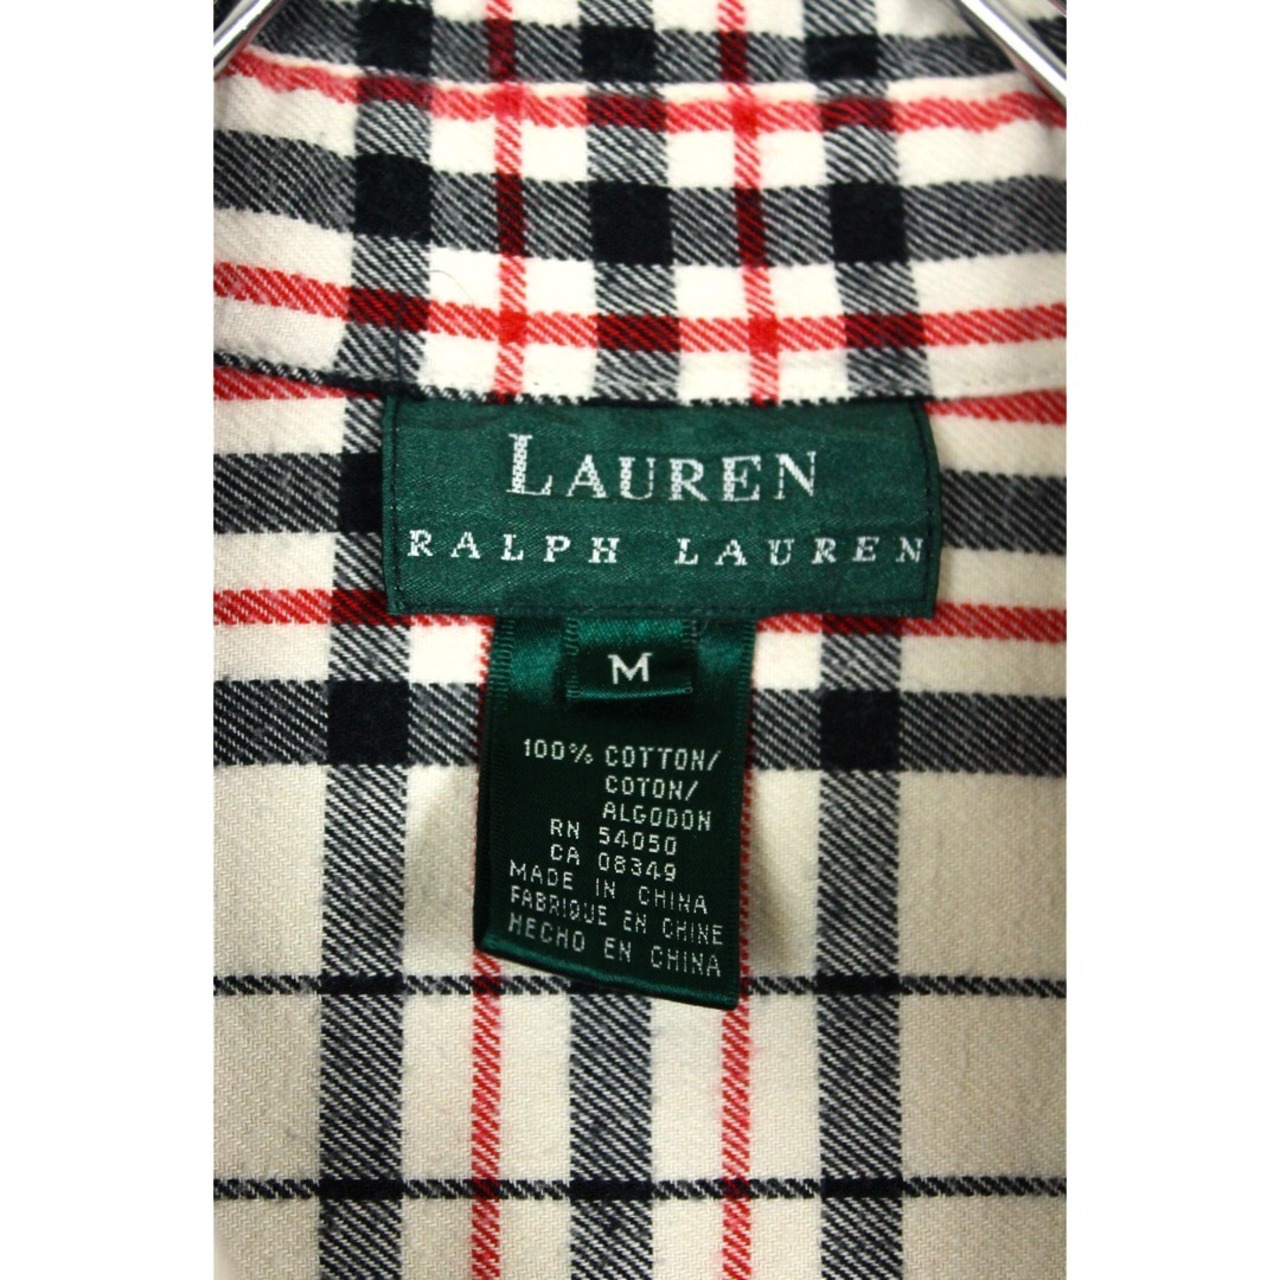 LAUREN
RALPH LAUREN
M
100% COTTON/
COTON/
ALGODON
RN 54050
CA 08349
MADE IN CHINA
FABRIQUE EN CHINE
HECHO EN CHINA